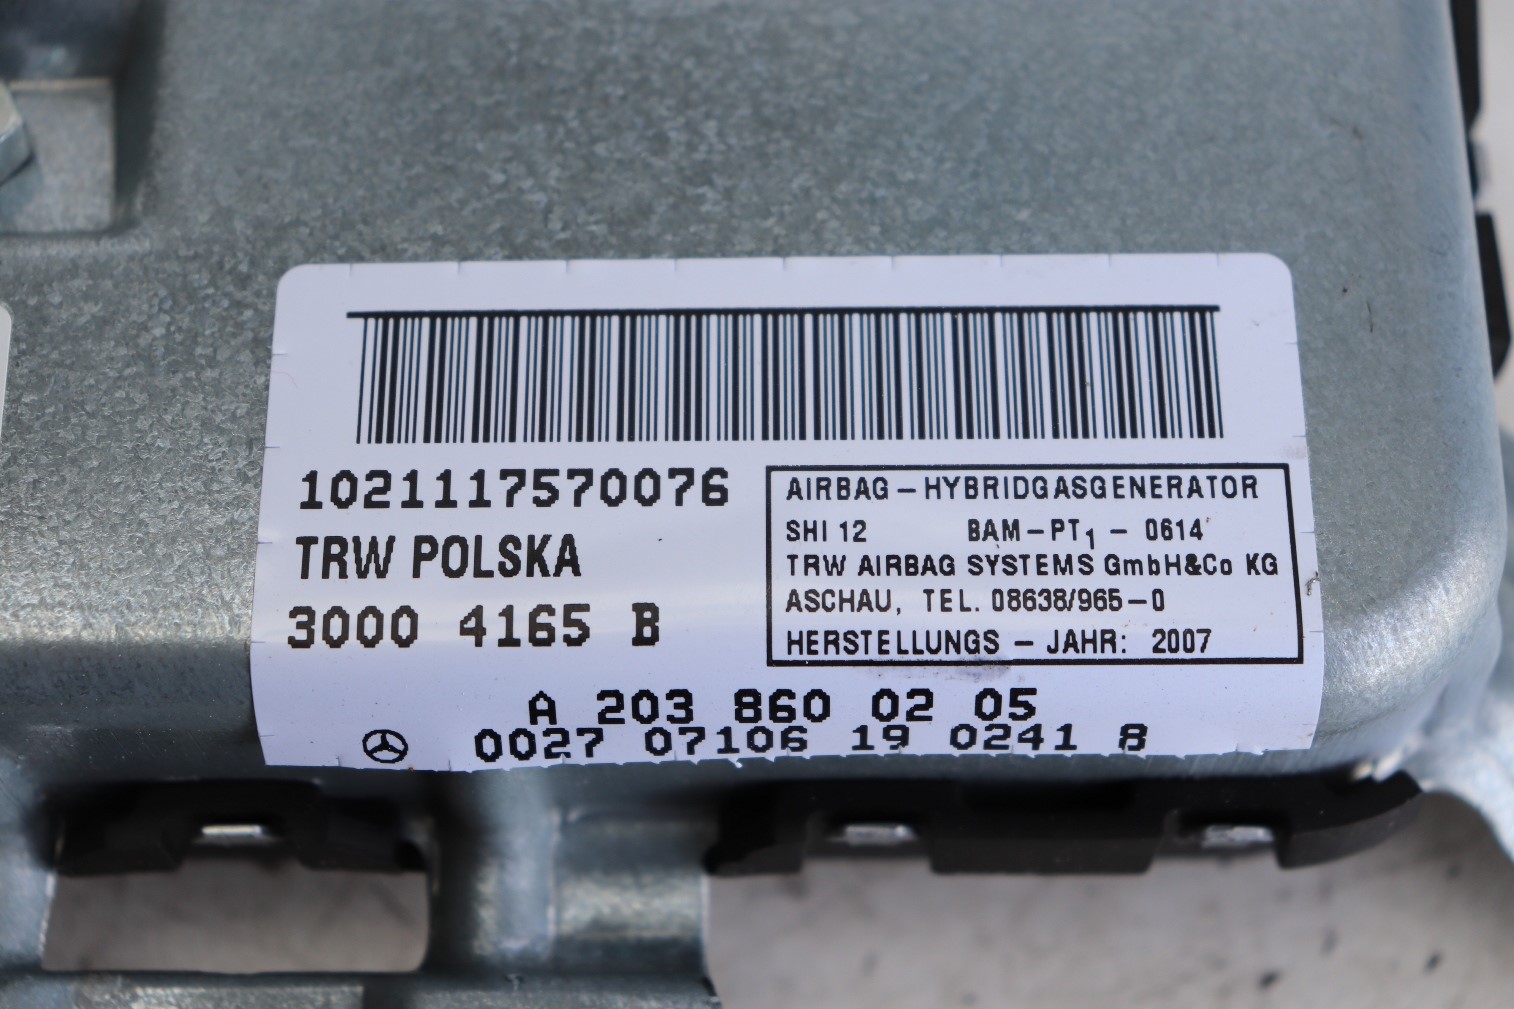 1021117570076
TRW POLSKA
3000 4165 B
AIRBAG-HYBRIDGASGENERATOR
SHI 12 BAM-PT1-0614
TRW AIRBAG SYSTEMS GmbH&Co KG
ASCHAU, TEL. 08638/965-0
HERSTELLUNGS-JAHR: 2007
A 203 860 02 05
0027 07106 19 0241 8